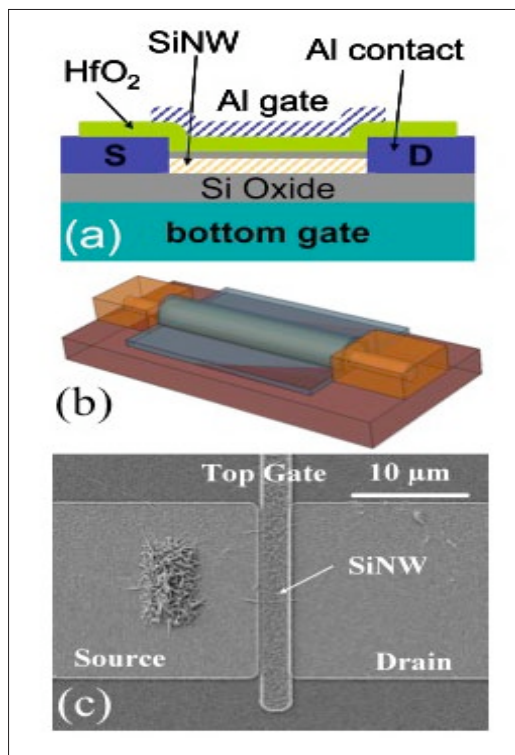 SiNW
Al contact
HfO2
Al gate
S
D
Si Oxide
(a)
bottom gate
(b)
Top Gate
10 μm
SiNW
Source
Drain
(c)